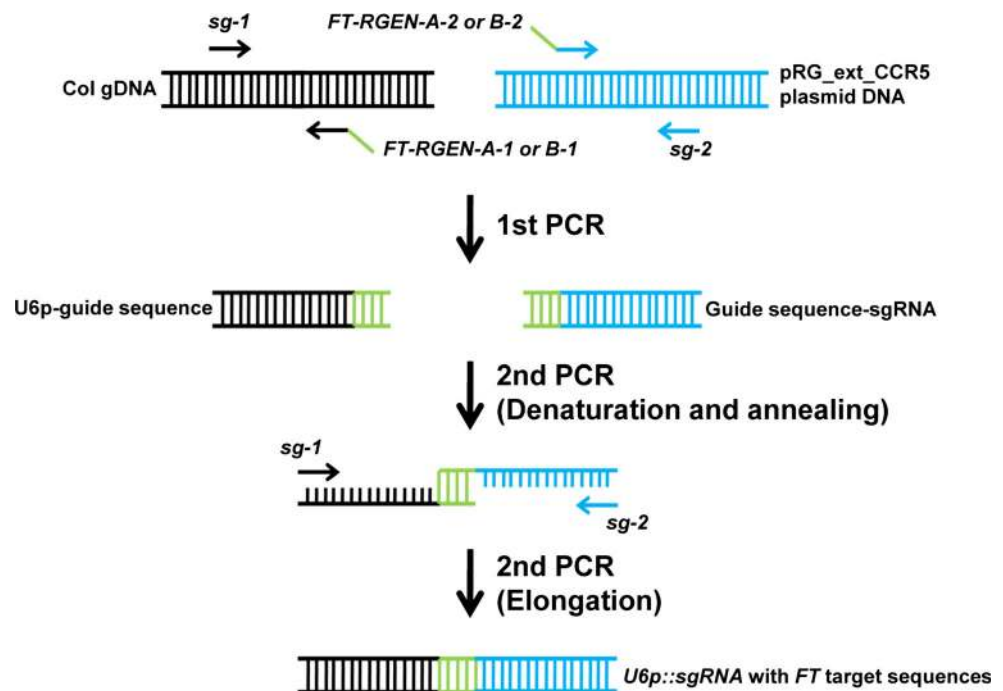 sg-1
FT-RGEN-A-2 or B-2
Col gDNA
pRG_ext_CCR5
plasmid DNA
FT-RGEN-A-1 or B-1
sg-2
1st PCR
U6p-guide sequence
Guide sequence-sgRNA
2nd PCR
(Denaturation and annealing)
sg-1
sg-2
2nd PCR
(Elongation)
U6p::sgRNA with FT target sequences